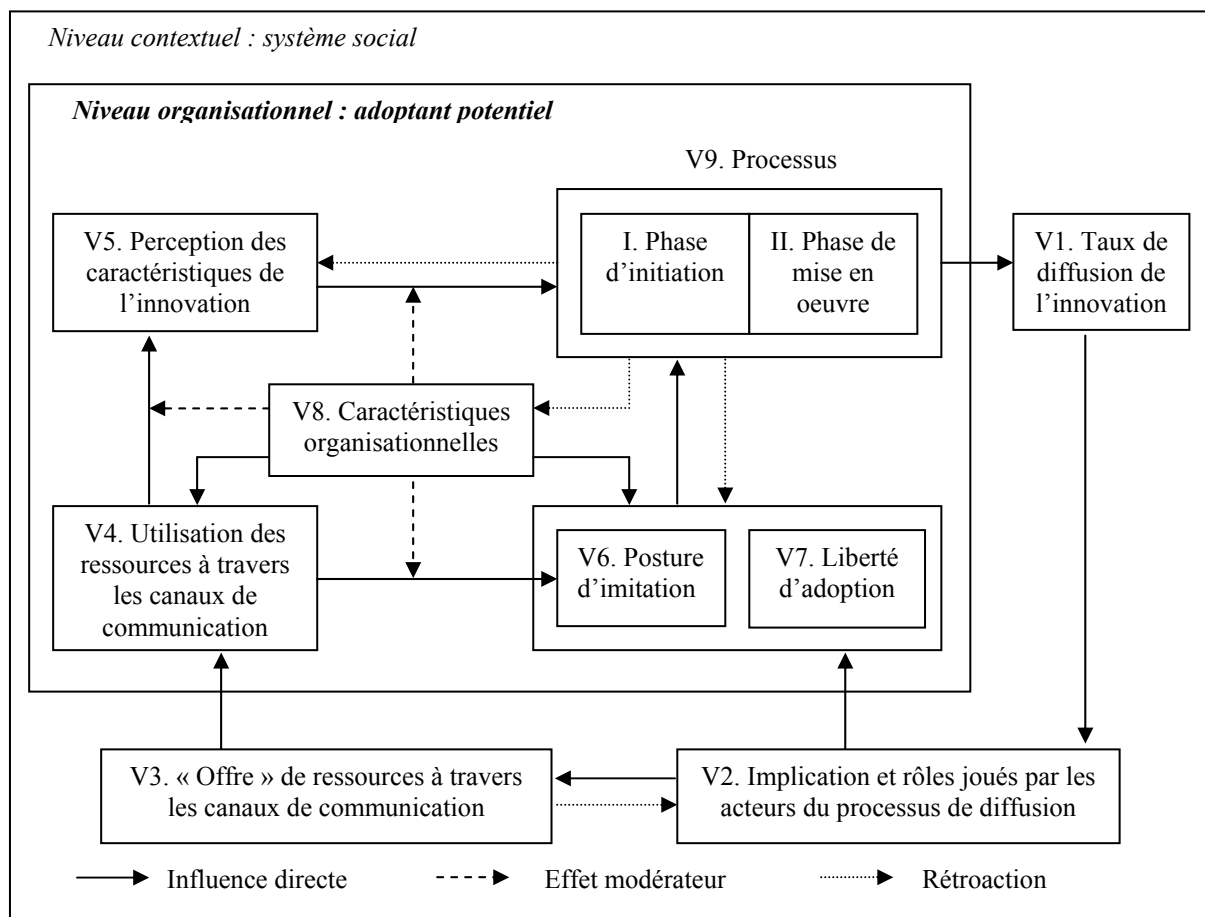 Niveau contextuel : système social
Niveau organisationnel : adoptant potentiel
V9. Processus
V5. Perception des
caractéristiques de
l’innovation
I. Phase
d’initiation
II. Phase de
mise en
oeuvre
V1. Taux de
diffusion de
l’innovation
V8. Caractéristiques
organisationnelles
V4. Utilisation des
ressources à travers
les canaux de
communication
V6. Posture
d’imitation
V7. Liberté
d’adoption
V3. « Offre » de ressources à travers
les canaux de communication
V2. Implication et rôles joués par les
acteurs du processus de diffusion
Influence directe
Effet modérateur
Rétroaction